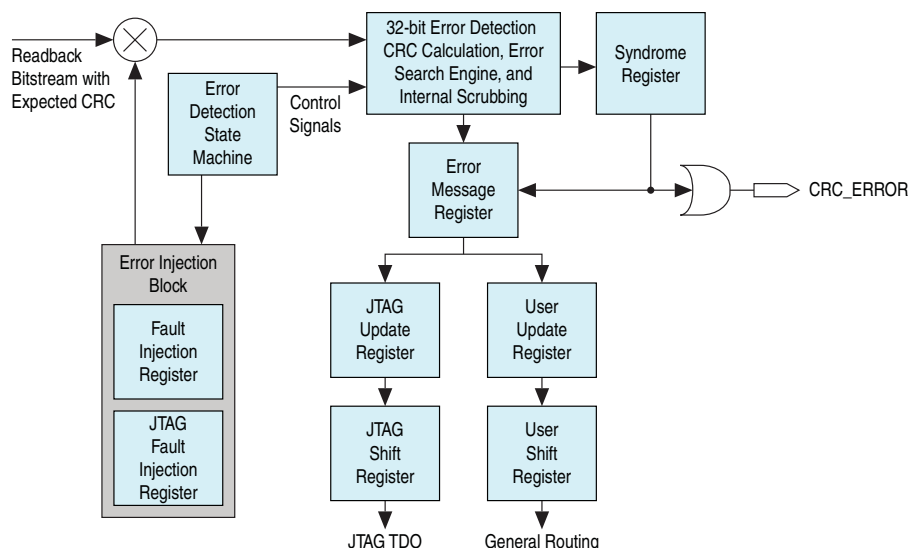 Readback
Bitstream with
Expected CRC
Error
Detection
State
Machine
Control
Signals
32-bit Error Detection
CRC Calculation, Error
Search Engine, and
Internal Scrubbing
Syndrome
Register
Error
Message
Register
CRC_ERROR
Error Injection
Block
Fault
Injection
Register
JTAG
Fault
Injection
Register
JTAG
Update
Register
User
Update
Register
JTAG
Shift
Register
User
Shift
Register
JTAG TDO
General Routing